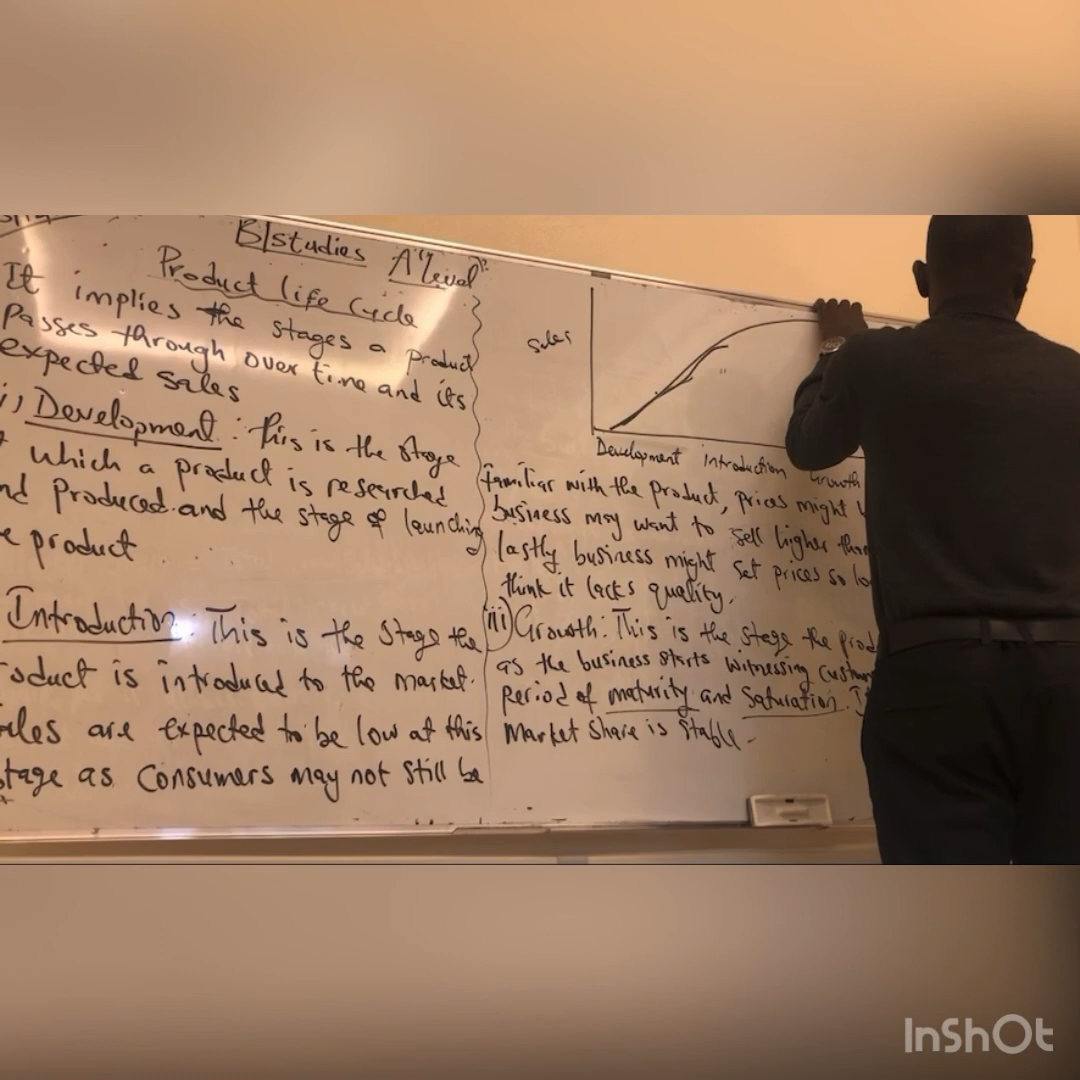 B/studies A"level"
Product life Cycle
It implies the stages a product
Passes through over time and its
expected sales
i) Development: This is the stage
which a product is researched
nd Produced and the stage of launching
e product
Introduction: This is the stage the
oduct is introduced to the market.
ales are expected to be low at this
stage as Consumers may not still be
sales
Development introduction Growth
familiar with the product, prices might
business may want to sell higher than
lastly business might set prices so lo
think it lacks quality.
iii) Growth: This is the stage the prod
as the business starts witnessing custom
Period of maturity and saturation.
Market share is stable
InShOt